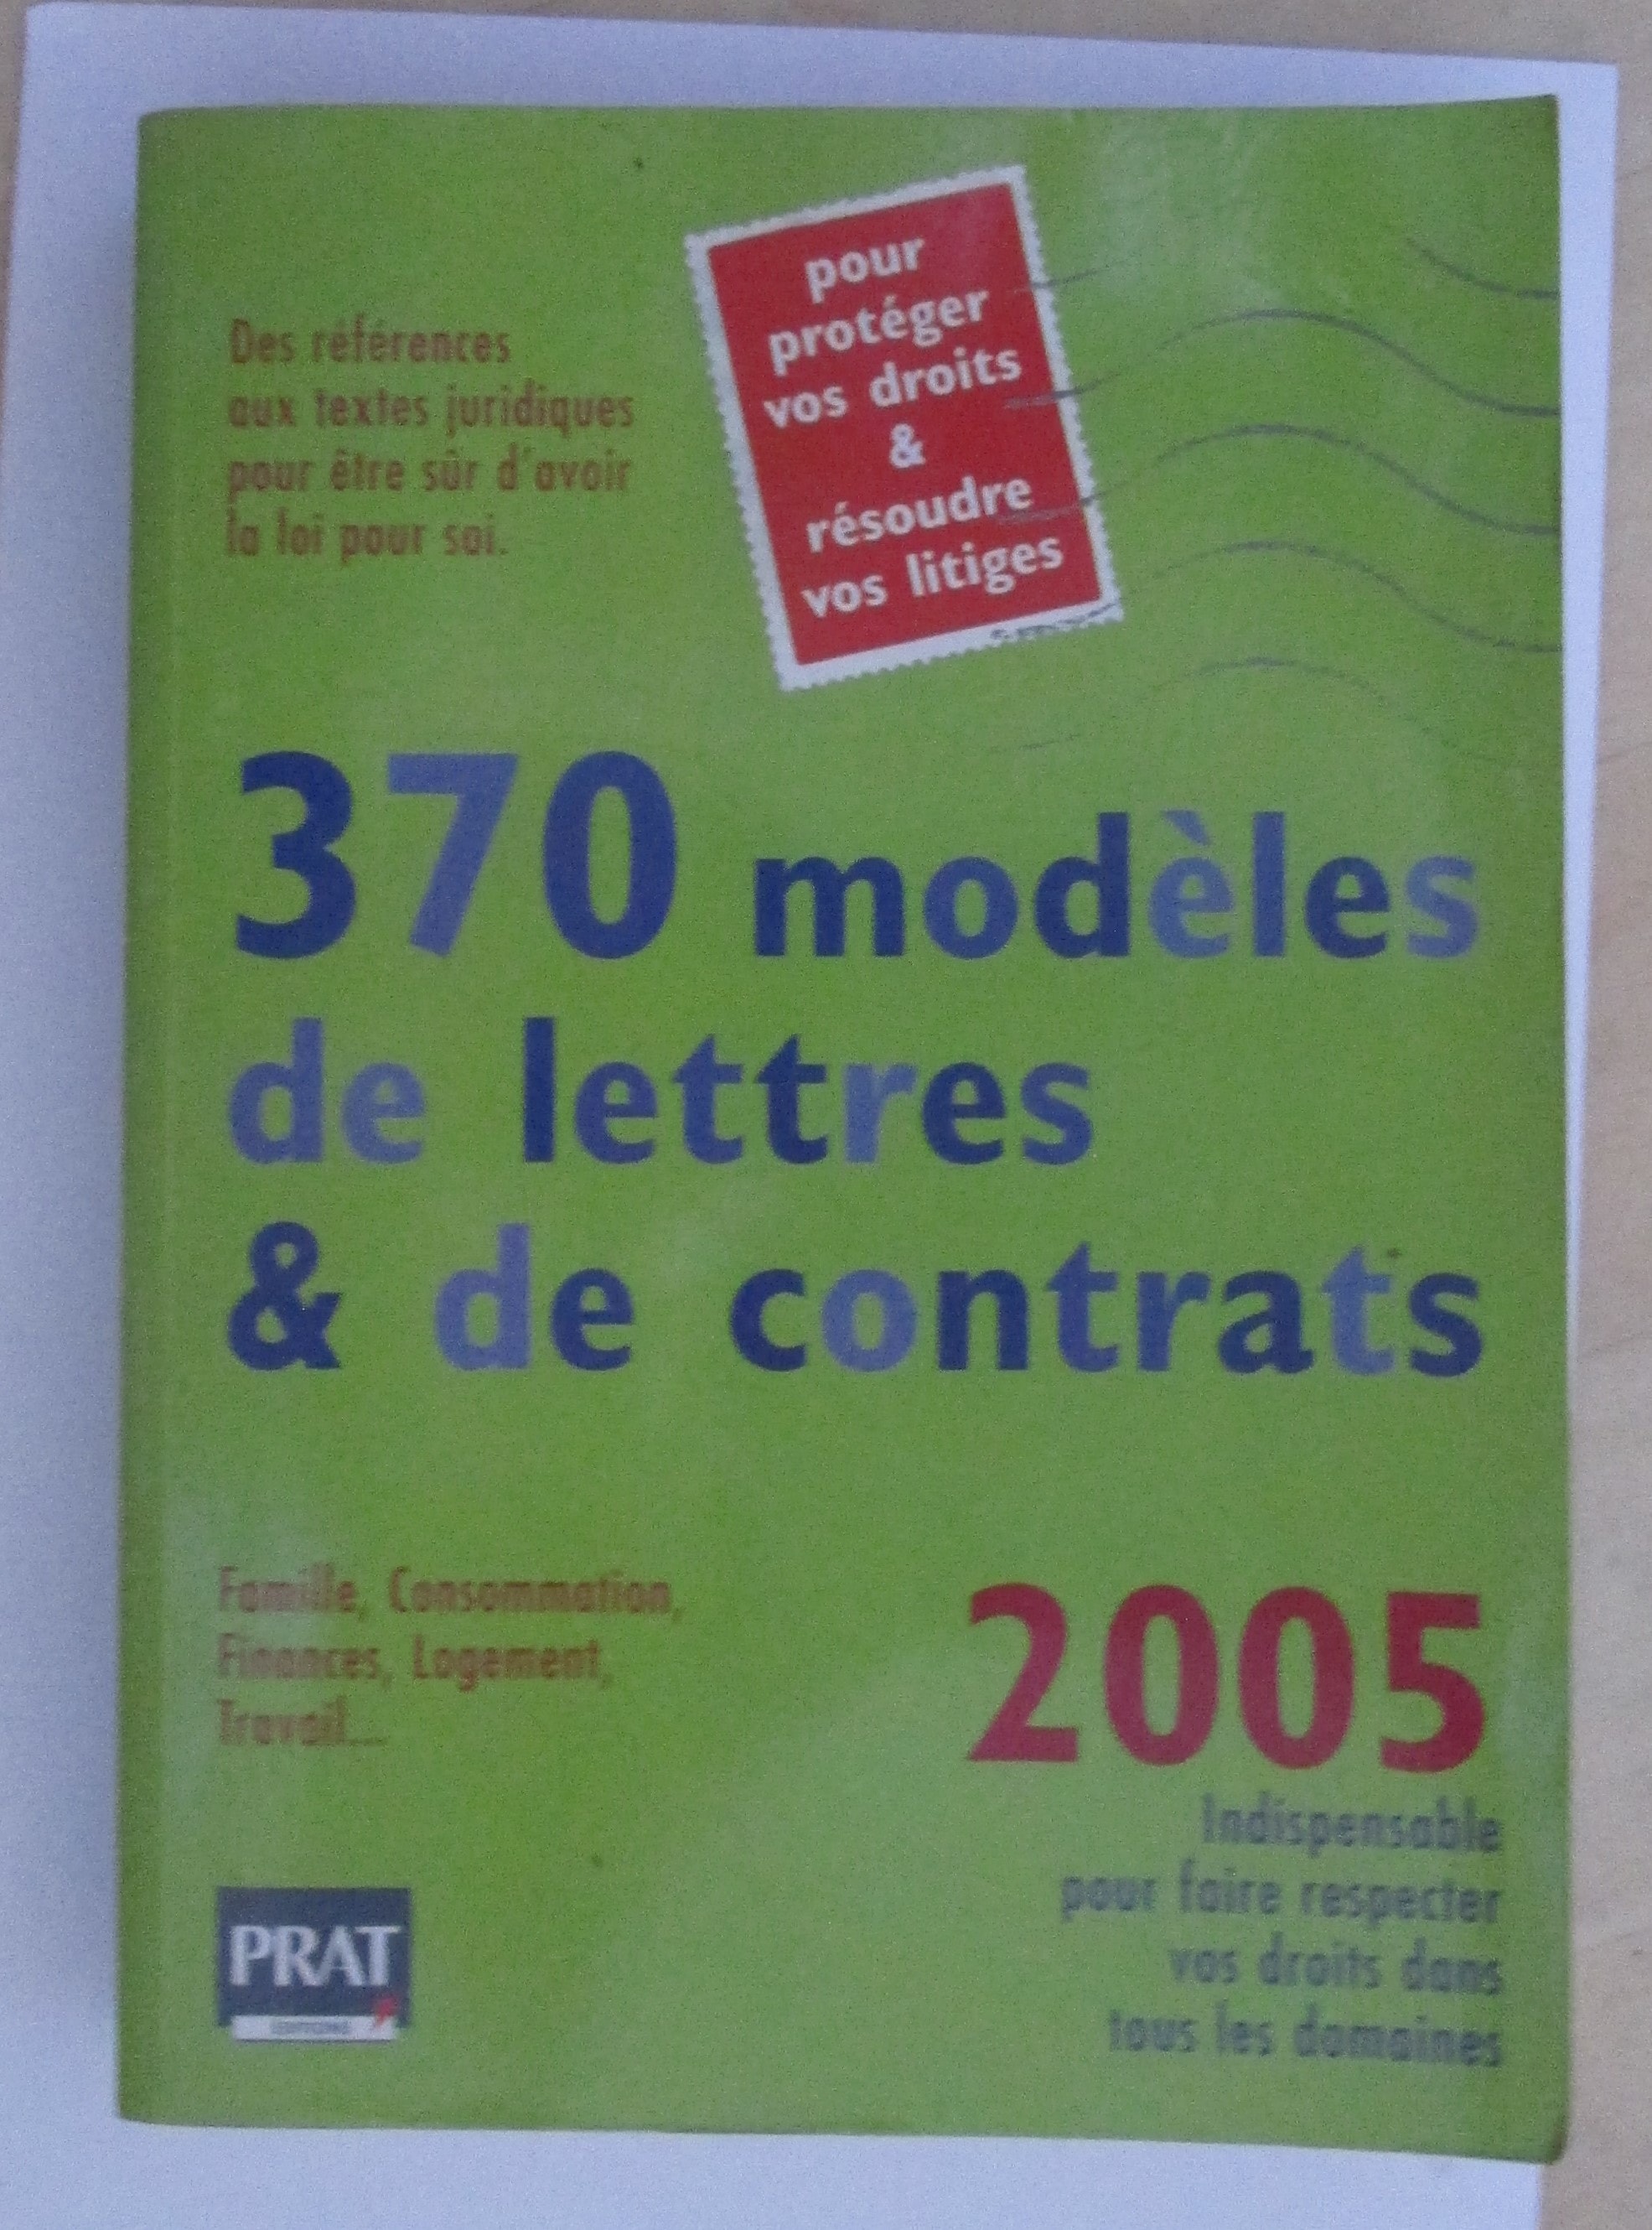 Des références
aux textes juridiques
pour être sûr d'avoir
la loi pour soi.
pour
protéger
vos droits
&
résoudre
vos litiges
370 modèles
de lettres
& de contrats
Famille, Consommation,
Finances, Logement,
Travail...
2005
Indispensable
pour faire respecter
vos droits dans
tous les domaines
PRAT
EDITIONS